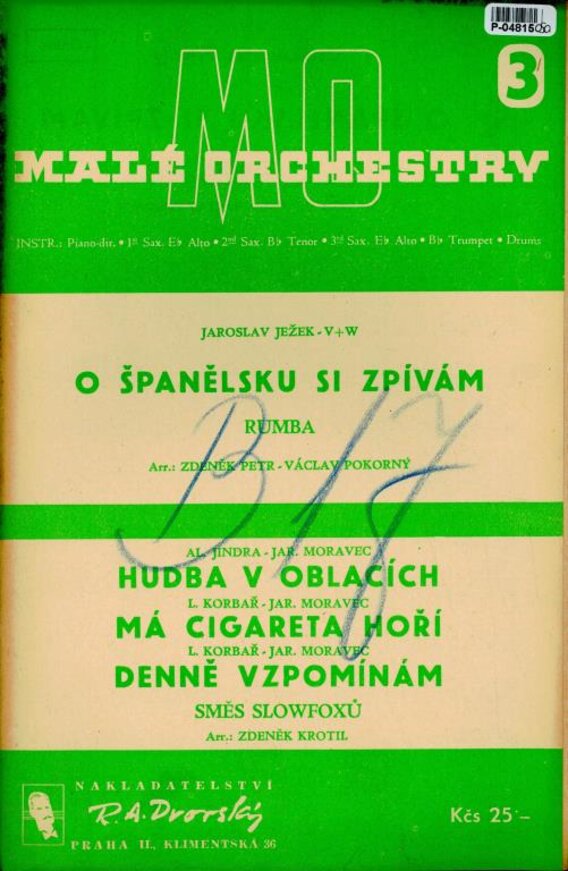 P-04815080
3
MO
MALÉ ORCHESTRY
INSTR.: Piano-dir. • 1st Sax. E♭ Alto • 2nd Sax. B♭ Tenor • 3rd Sax. E♭ Alto • B♭ Trumpet • Drums
JAROSLAV JEŽEK - V+W
O ŠPANĚLSKU SI ZPÍVÁM
RUMBA
Arr.: ZDENĚK PETR - VÁCLAV POKORNÝ
AL. JINDRA - JAR. MORAVEC
HUDBA V OBLACÍCH
L. KORBAŘ - JAR. MORAVEC
MÁ CIGARETA HOŘÍ
L. KORBAŘ - JAR. MORAVEC
DENNĚ VZPOMÍNÁM
SMĚS SLOWFOXŮ
Arr.: ZDENĚK KROTIL
NAKLADATELSTVÍ
R. A. Dvorský
PRAHA II., KLIMENTSKÁ 36
Kčs 25·–